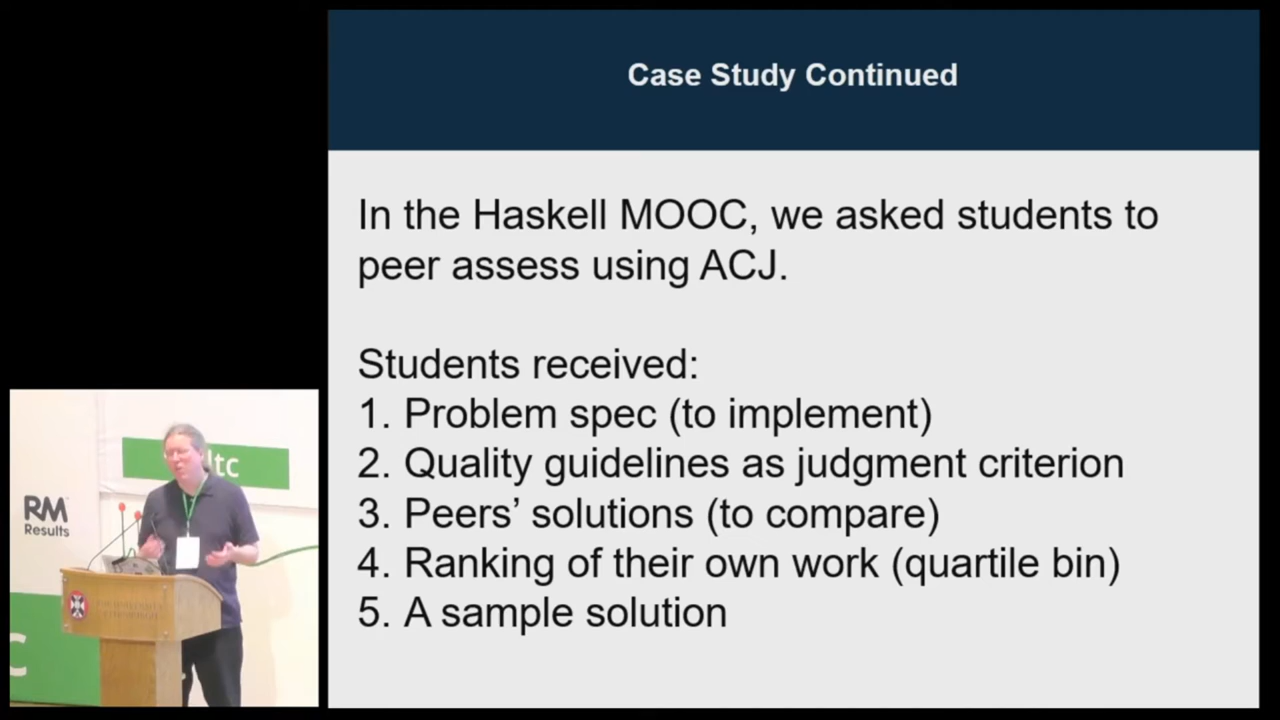 Case Study Continued
In the Haskell MOOC, we asked students to
peer assess using ACJ.
Students received:
1. Problem spec (to implement)
2. Quality guidelines as judgment criterion
3. Peers’ solutions (to compare)
4. Ranking of their own work (quartile bin)
5. A sample solution
ltc
RM
Results